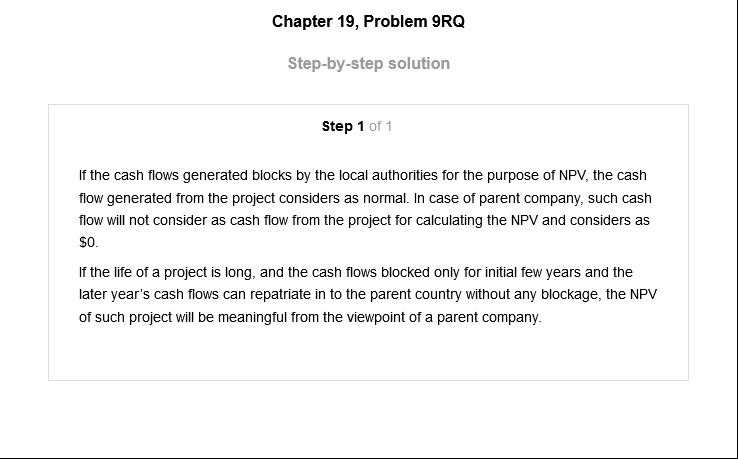 Chapter 19, Problem 9RQ
Step-by-step solution
Step 1 of 1
If the cash flows generated blocks by the local authorities for the purpose of NPV, the cash
flow generated from the project considers as normal. In case of parent company, such cash
flow will not consider as cash flow from the project for calculating the NPV and considers as
$0.
If the life of a project is long, and the cash flows blocked only for initial few years and the
later year's cash flows can repatriate in to the parent country without any blockage, the NPV
of such project will be meaningful from the viewpoint of a parent company.